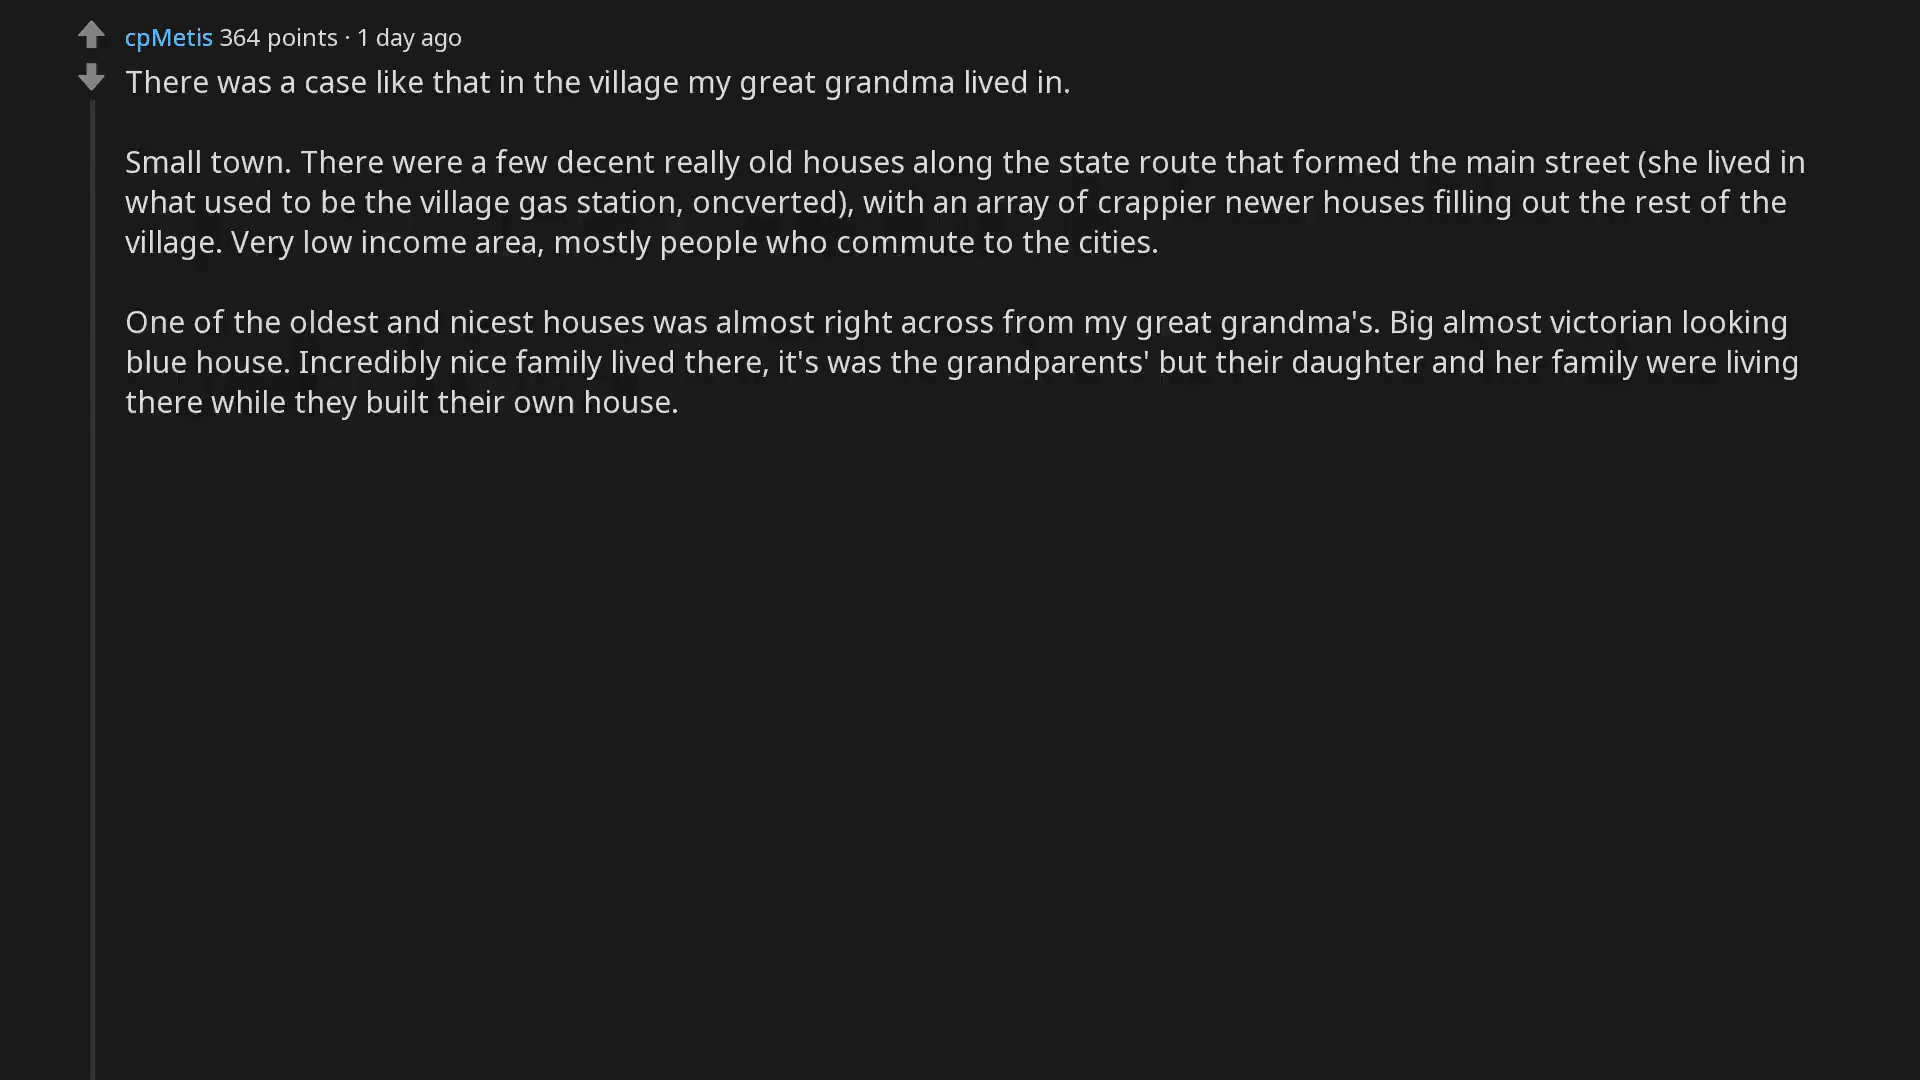 cpMetis 364 points · 1 day ago
There was a case like that in the village my great grandma lived in.
Small town. There were a few decent really old houses along the state route that formed the main street (she lived in
what used to be the village gas station, oncverted), with an array of crappier newer houses filling out the rest of the
village. Very low income area, mostly people who commute to the cities.
One of the oldest and nicest houses was almost right across from my great grandma's. Big almost victorian looking
blue house. Incredibly nice family lived there, it's was the grandparents' but their daughter and her family were living
there while they built their own house.